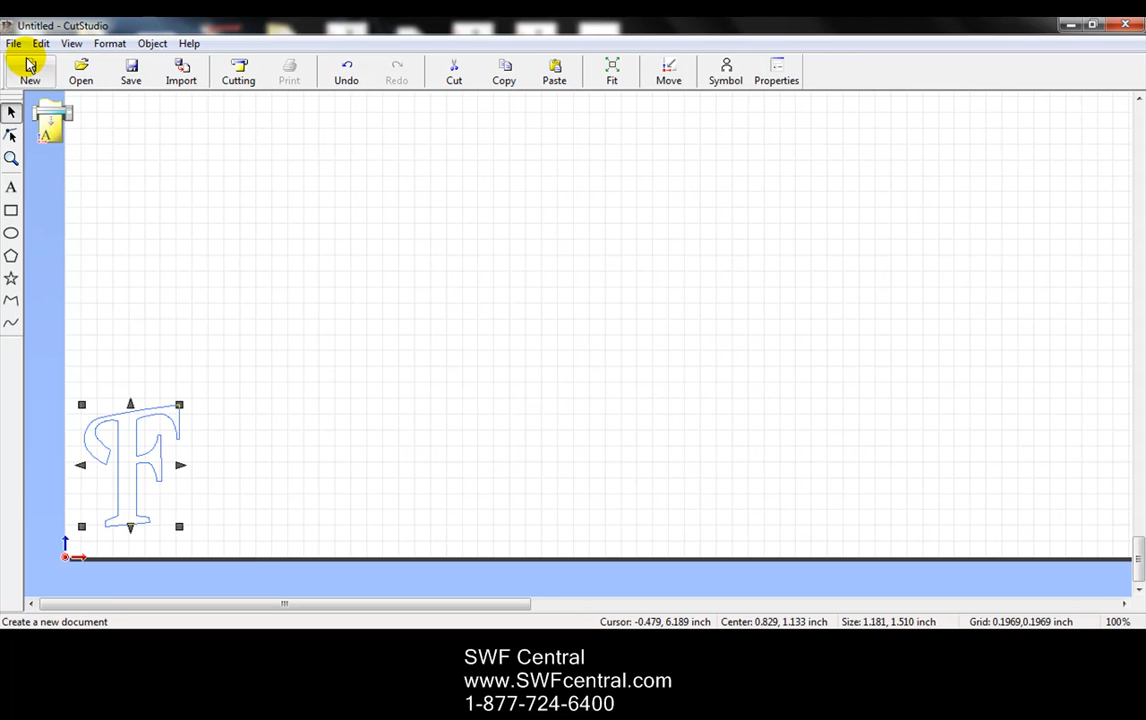 Untitled - CutStudio
File Edit View Format Object Help
New Open Save Import Cutting Print Undo Redo Cut Copy Paste Fit Move Symbol Properties
A
A
F
Create a new document Cursor: -0.479, 6.189 inch Center: 0.829, 1.133 inch Size: 1.181, 1.510 inch Grid: 0.1969,0.1969 inch 100%
SWF Central
www.SWFcentral.com
1-877-724-6400